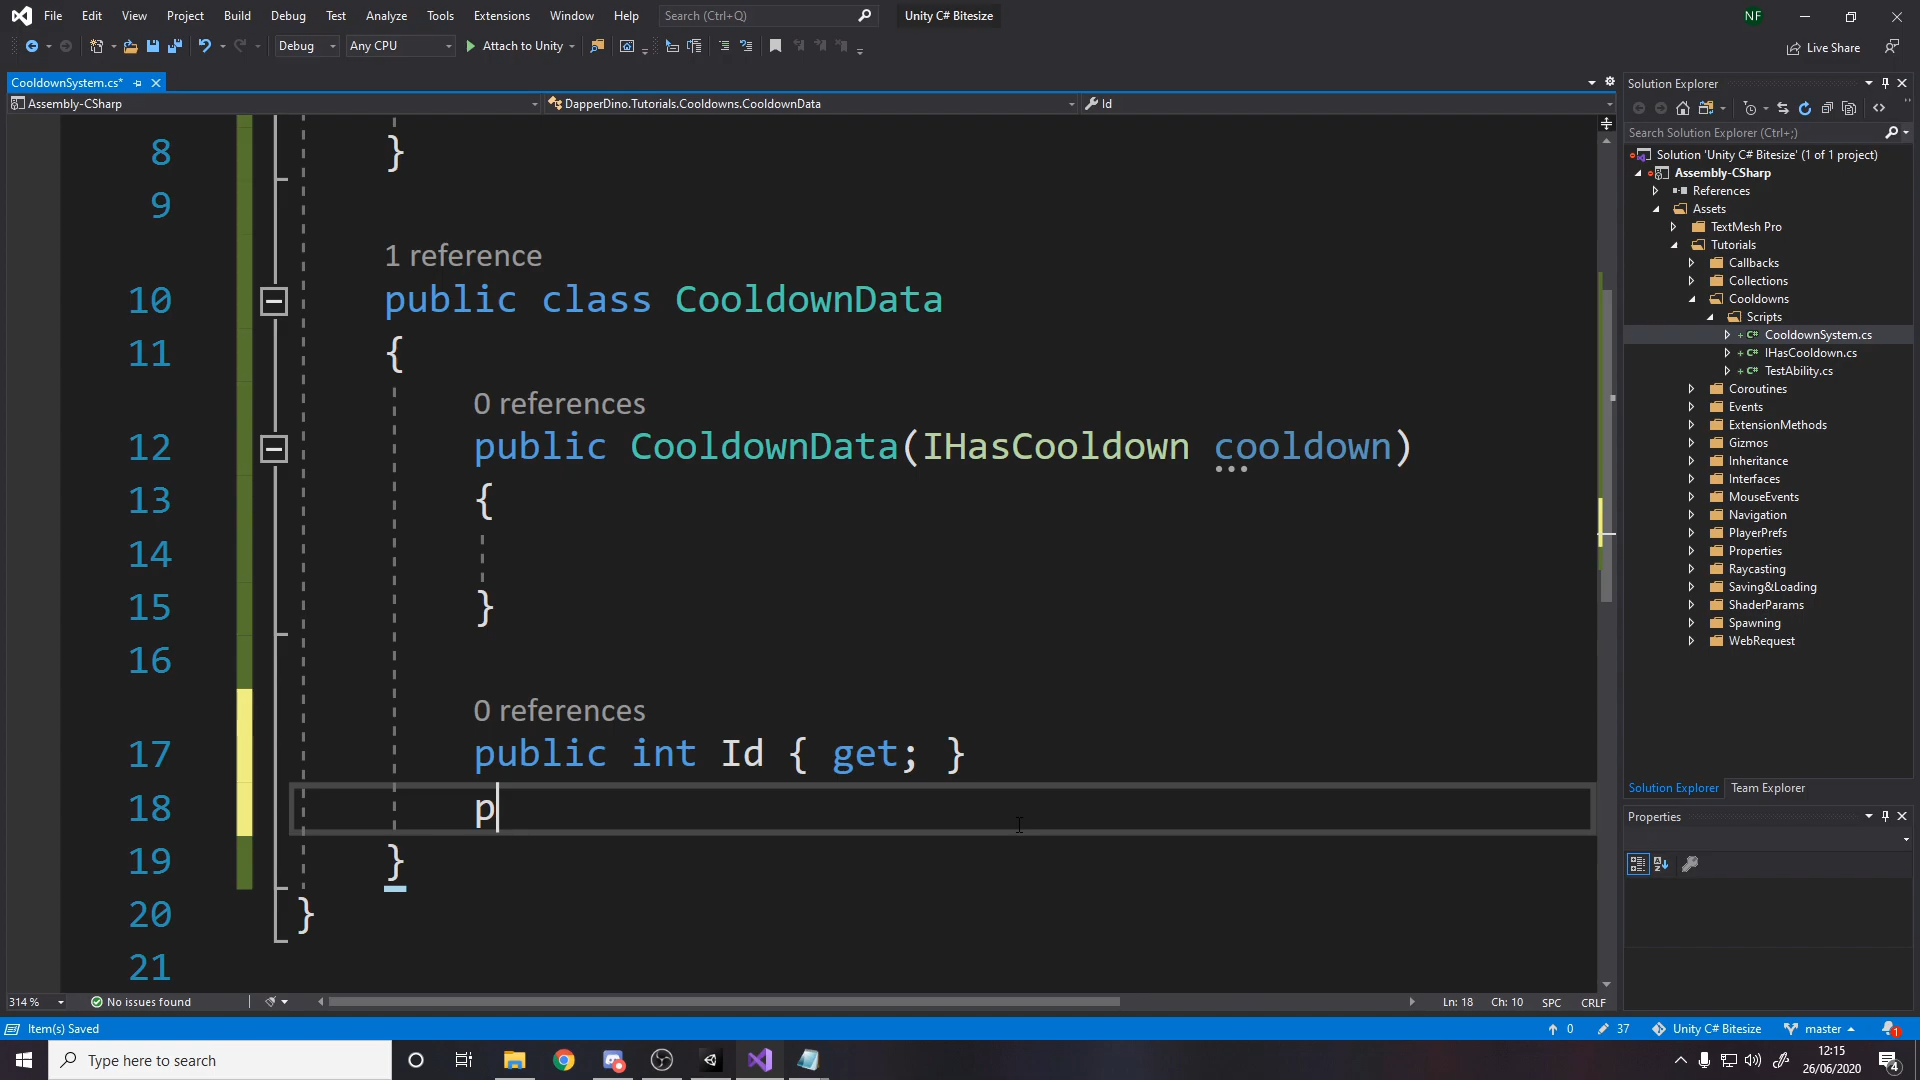 File Edit View Project Build Debug Test Analyze Tools Extensions Window Help Search (Ctrl+Q) Unity C# Bitesize NF
Debug Any CPU Attach to Unity Live Share
CooldownSystem.cs*
Assembly-CSharp DapperDino.Tutorials.Cooldowns.CooldownData Id
8 }
9
1 reference
10 public class CooldownData
11 {
0 references
12 public CooldownData(IHasCooldown cooldown)
13 {
14
15 }
16
0 references
17 public int Id { get; }
18 p
19 }
20 }
21
314 % No issues found Ln: 18 Ch: 10 SPC CRLF
Solution Explorer
Search Solution Explorer (Ctrl+;)
Solution 'Unity C# Bitesize' (1 of 1 project)
Assembly-CSharp
References
Assets
TextMesh Pro
Tutorials
Callbacks
Collections
Cooldowns
Scripts
+ C# CooldownSystem.cs
+ C# IHasCooldown.cs
+ C# TestAbility.cs
Coroutines
Events
ExtensionMethods
Gizmos
Inheritance
Interfaces
MouseEvents
Navigation
PlayerPrefs
Properties
Raycasting
Saving&Loading
ShaderParams
Spawning
WebRequest
Solution Explorer Team Explorer
Properties
Item(s) Saved 0 37 Unity C# Bitesize master 1
Type here to search 12:15
26/06/2020 4